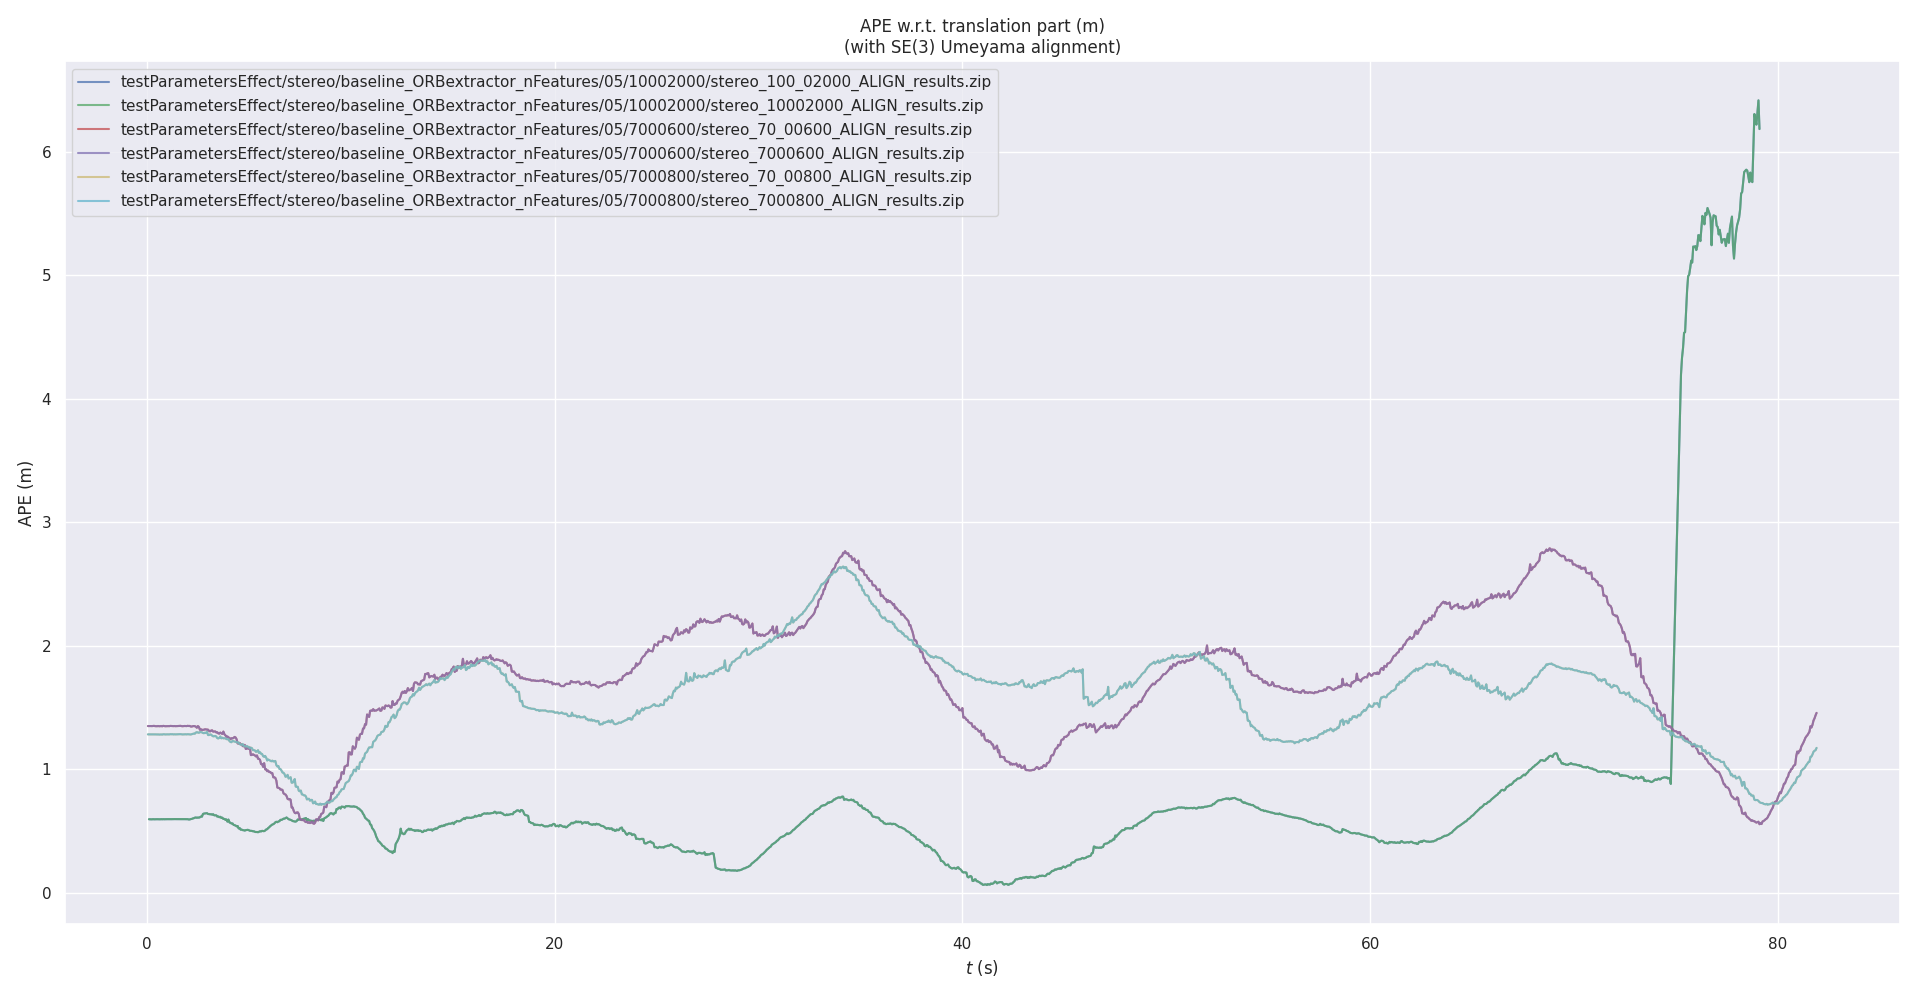 APE w.r.t. translation part (m)
(with SE(3) Umeyama alignment)
testParametersEffect/stereo/baseline_ORBextractor_nFeatures/05/10002000/stereo_100_02000_ALIGN_results.zip
testParametersEffect/stereo/baseline_ORBextractor_nFeatures/05/10002000/stereo_10002000_ALIGN_results.zip
testParametersEffect/stereo/baseline_ORBextractor_nFeatures/05/7000600/stereo_70_00600_ALIGN_results.zip
testParametersEffect/stereo/baseline_ORBextractor_nFeatures/05/7000600/stereo_7000600_ALIGN_results.zip
testParametersEffect/stereo/baseline_ORBextractor_nFeatures/05/7000800/stereo_70_00800_ALIGN_results.zip
testParametersEffect/stereo/baseline_ORBextractor_nFeatures/05/7000800/stereo_7000800_ALIGN_results.zip
6
5
4
3
2
1
0
APE (m)
0 20 40 60 80
t (s)